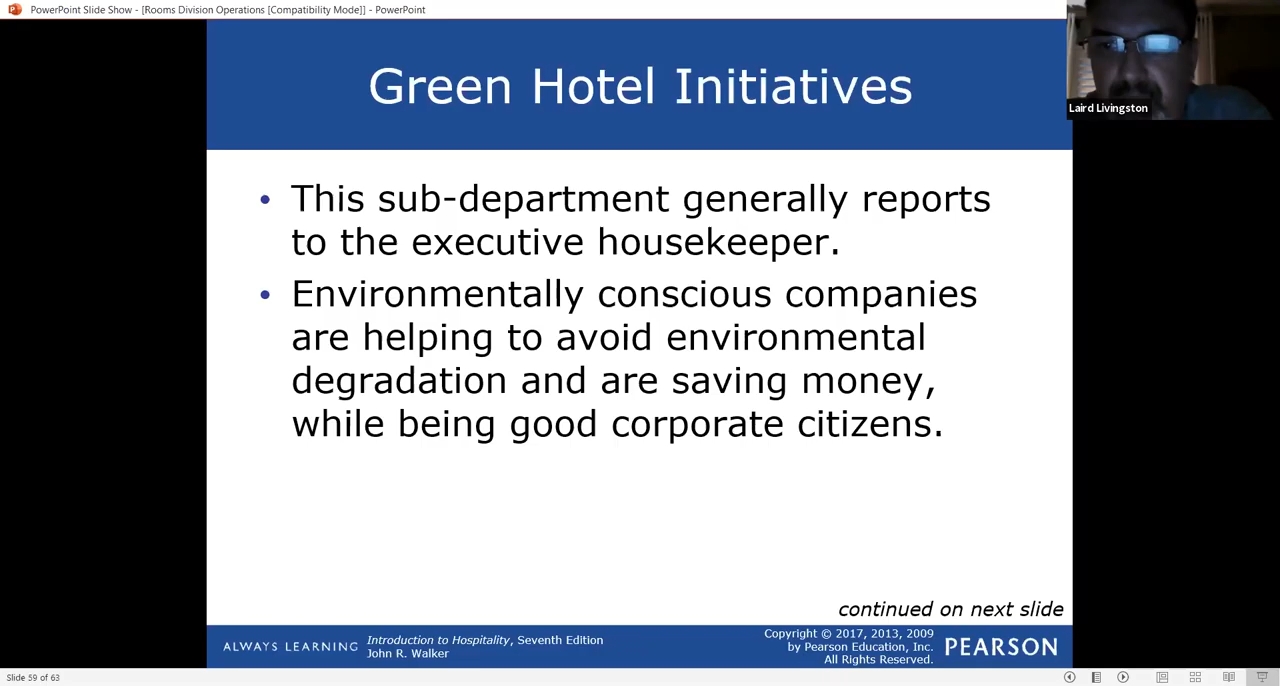 PowerPoint Slide Show - [Rooms Division Operations [Compatibility Mode]] - PowerPoint
Laird Livingston
Green Hotel Initiatives
• This sub-department generally reports
to the executive housekeeper.
• Environmentally conscious companies
are helping to avoid environmental
degradation and are saving money,
while being good corporate citizens.
continued on next slide
ALWAYS LEARNING
Introduction to Hospitality, Seventh Edition
John R. Walker
Copyright © 2017, 2013, 2009
by Pearson Education, Inc.
All Rights Reserved.
PEARSON
Slide 59 of 63